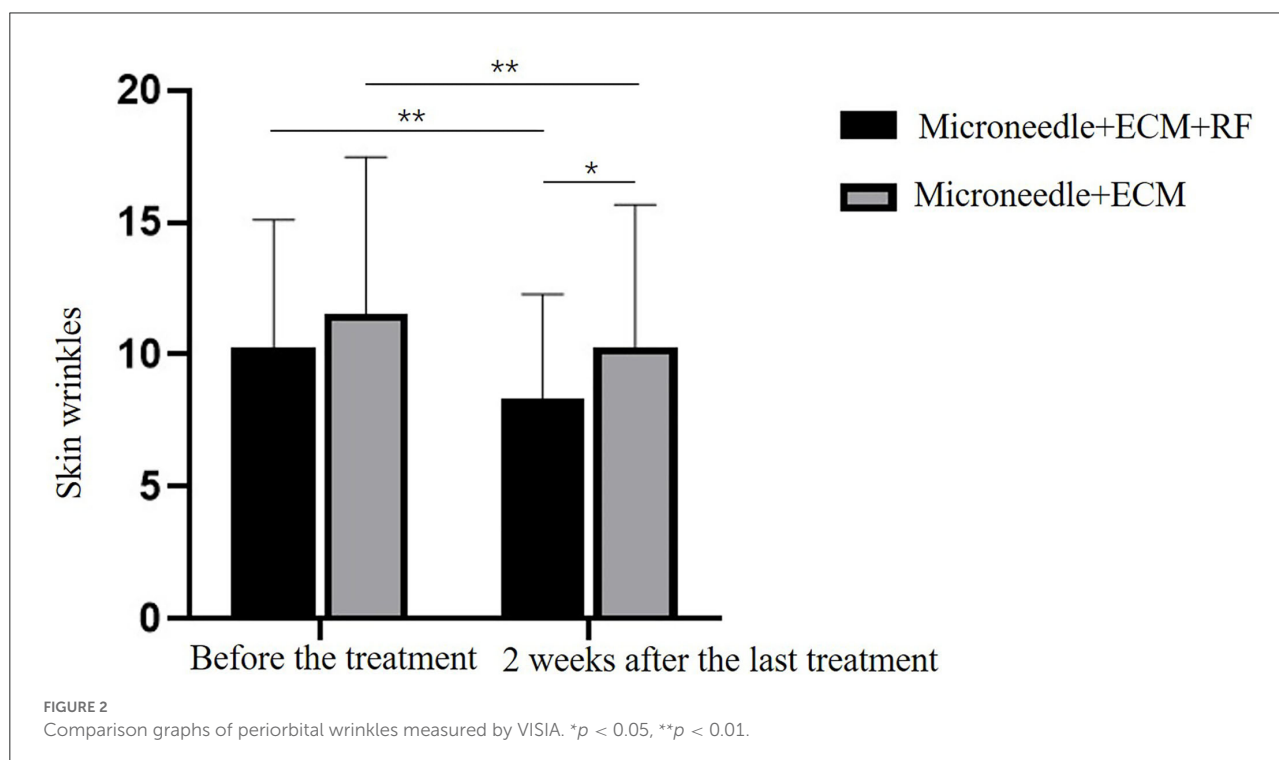 20
15
10
5
0
Skin wrinkles
**
**
*
Microneedle+ECM+RF
Microneedle+ECM
Before the treatment
2 weeks after the last treatment
FIGURE 2
Comparison graphs of periorbital wrinkles measured by VISIA. *p < 0.05, **p < 0.01.